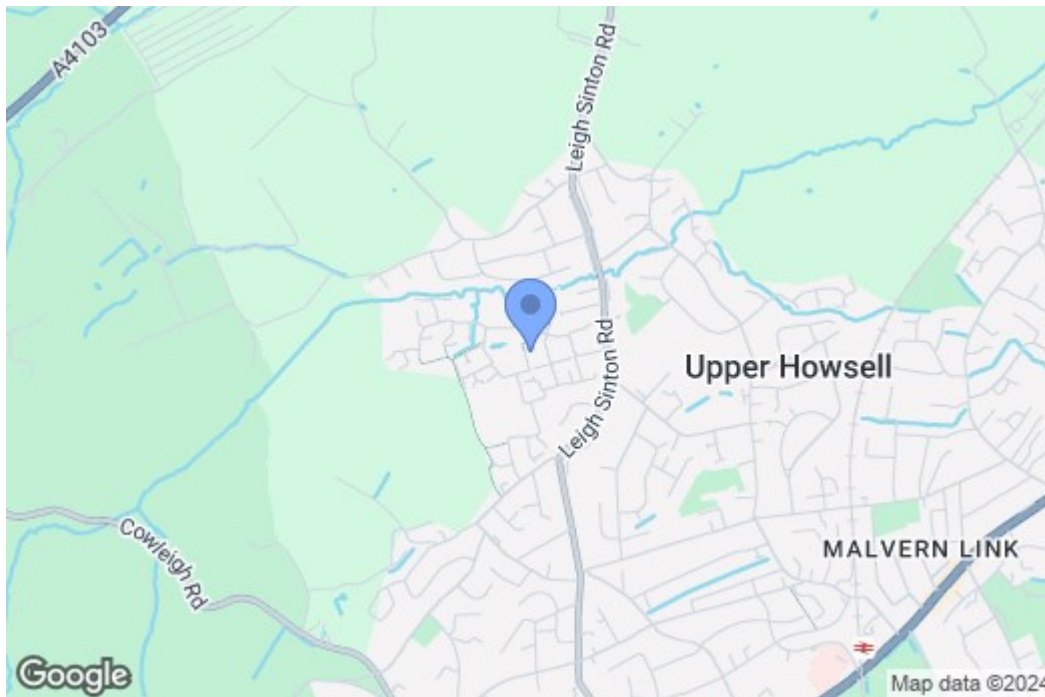 A4103
Leigh Sinton Rd
Leigh Sinton Rd
Upper Howsell
Cowleigh Rd
MALVERN LINK
Google
Map data ©2024